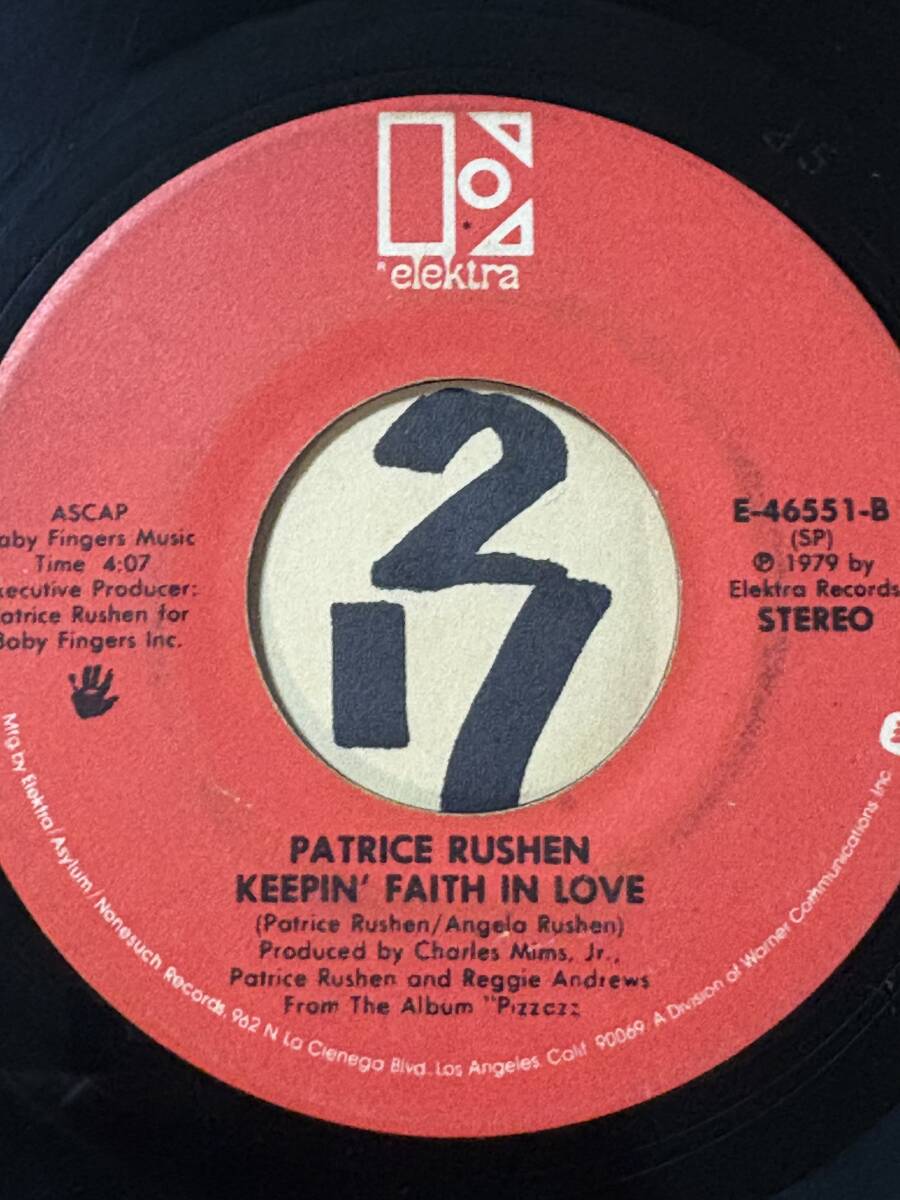 elektra
2
17
ASCAP
aby Fingers Music
Time 4:07
xecutive Producer:
atrice Rushen for
Baby Fingers Inc.
E-46551-B
(SP)
℗ 1979 by
Elektra Records
STEREO
PATRICE RUSHEN
KEEPIN' FAITH IN LOVE
(Patrice Rushen/Angela Rushen)
Produced by Charles Mims, Jr.,
Patrice Rushen and Reggie Andrews
From The Album "Pizzazz
Mfg by Elektra/Asylum/Nonesuch Records, 962 N. La Cienega Blvd. Los Angeles. Calif. 90069. A Division of Warner Communications Inc.
45